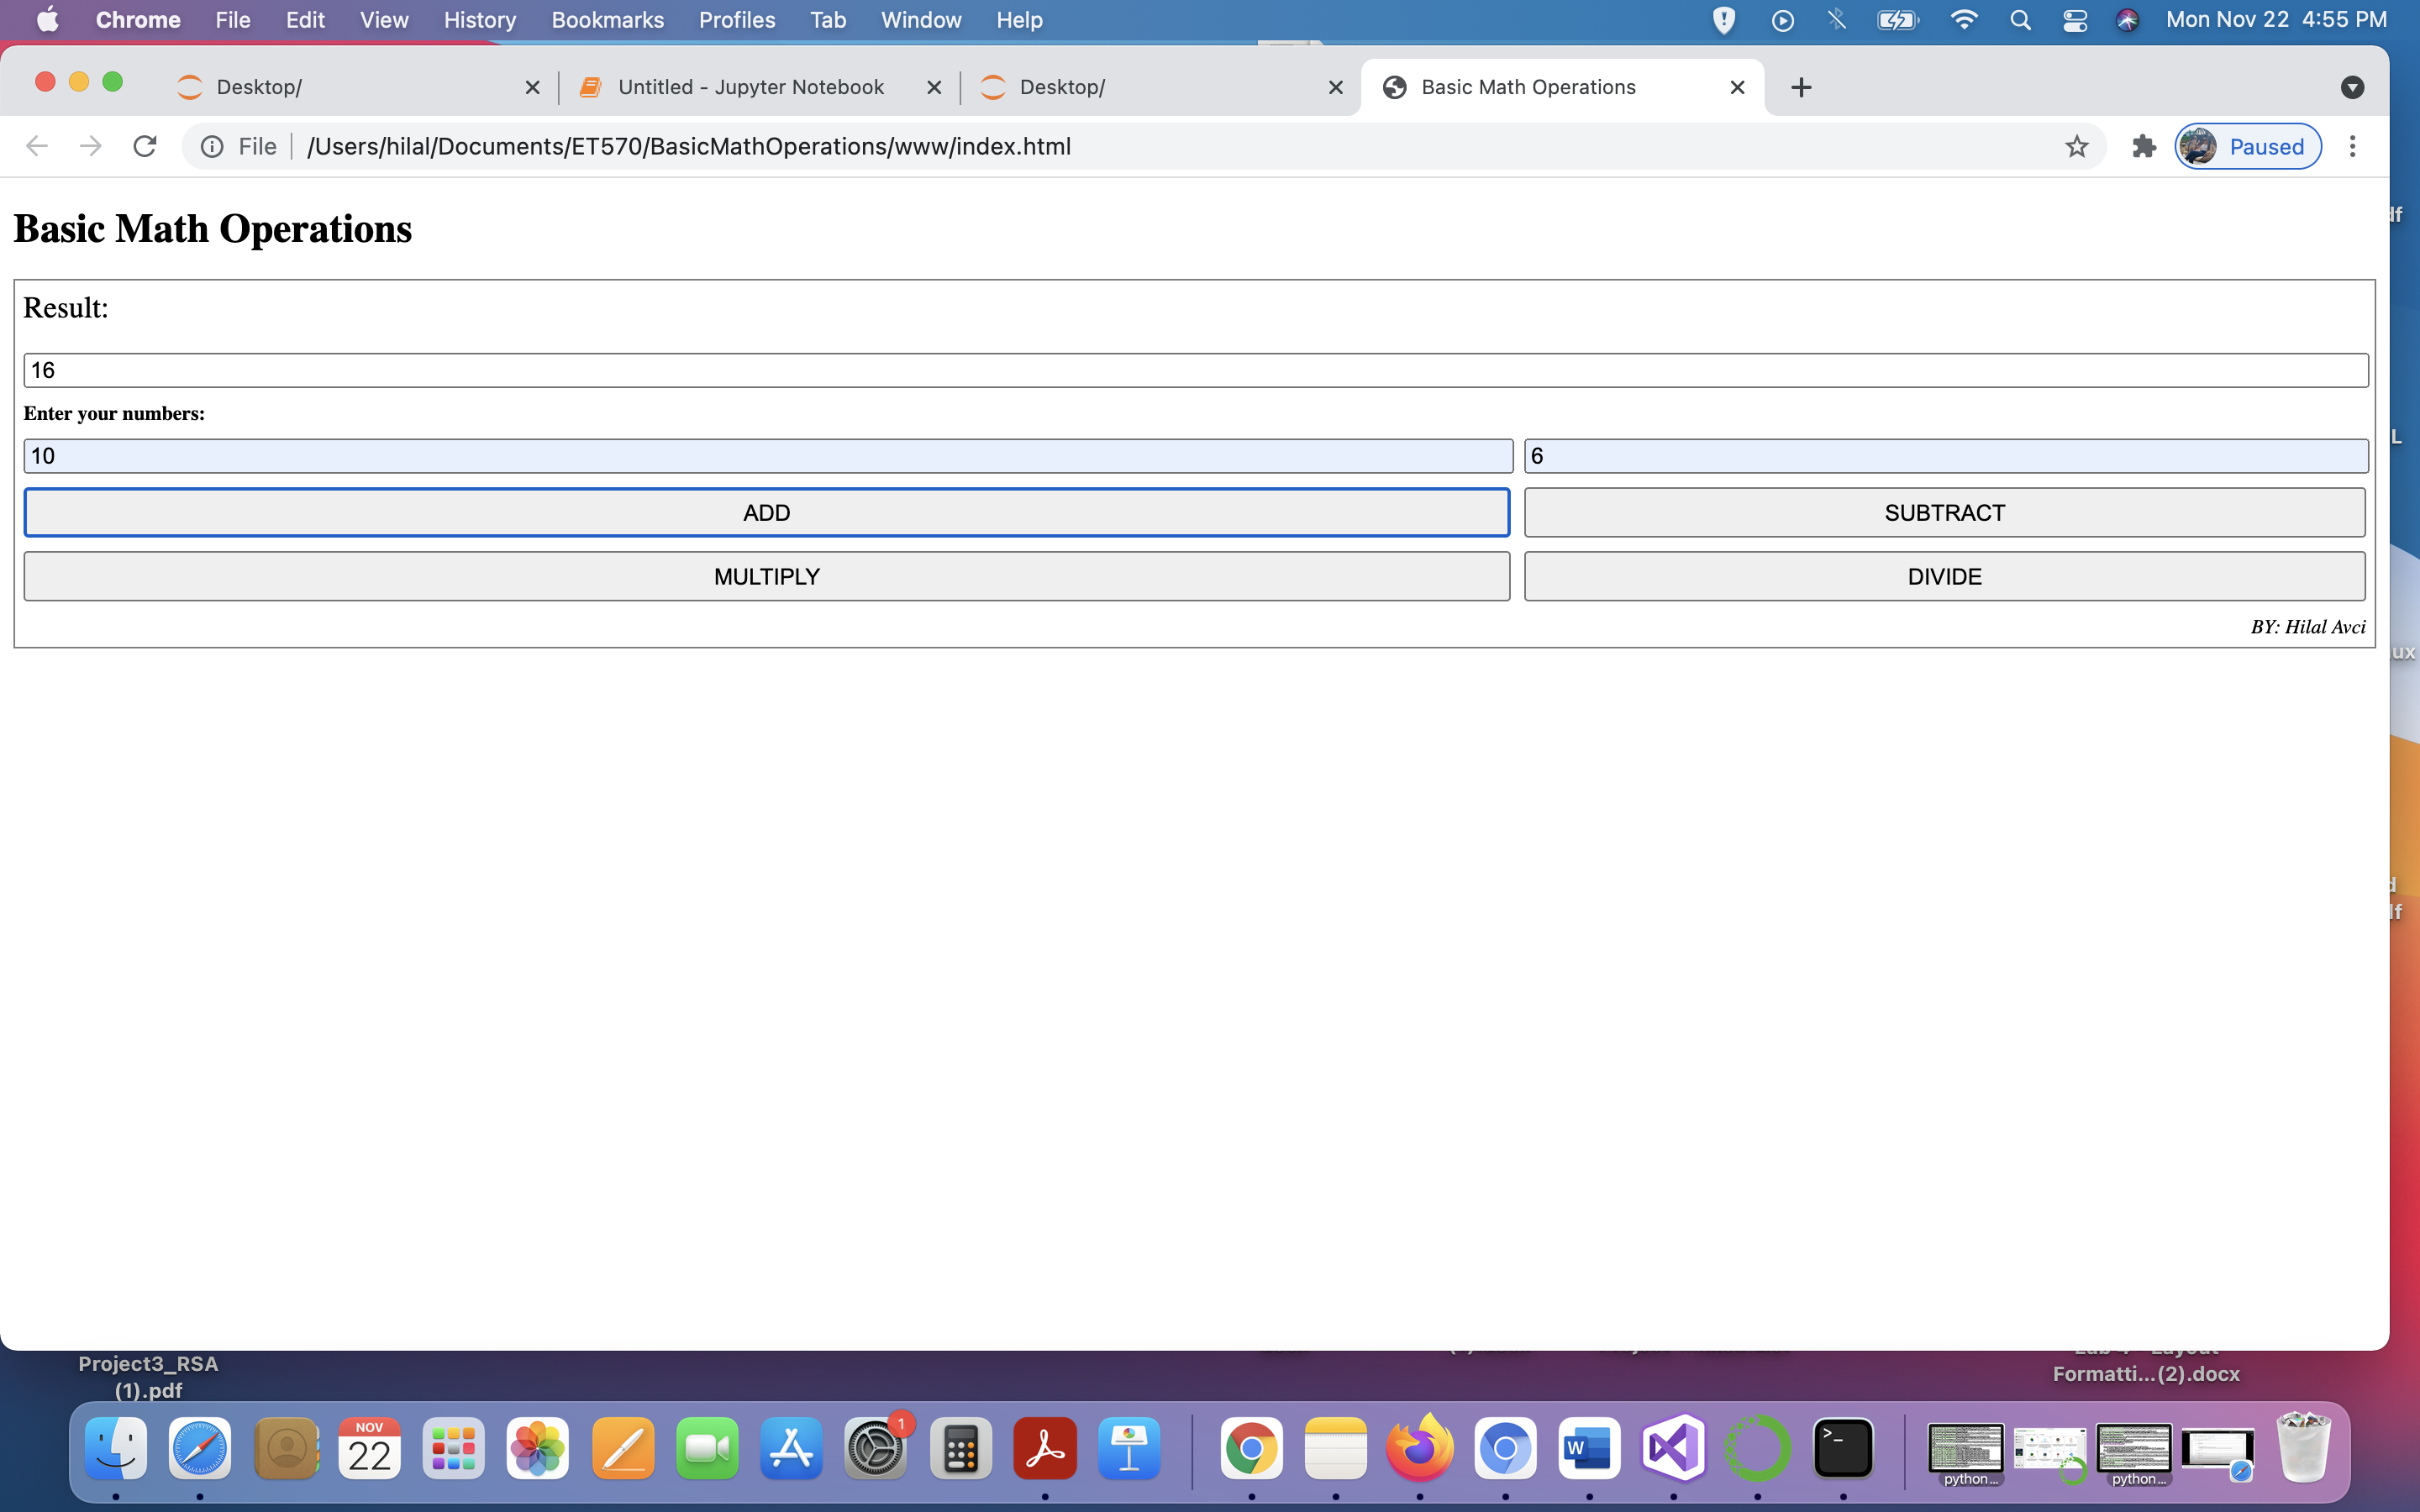 Chrome File Edit View History Bookmarks Profiles Tab Window Help Mon Nov 22 4:55 PM
Desktop/ Untitled - Jupyter Notebook Desktop/ Basic Math Operations
File /Users/hilal/Documents/ET570/BasicMathOperations/www/index.html Paused
Basic Math Operations
Result:
16
Enter your numbers:
10 6
ADD SUBTRACT
MULTIPLY DIVIDE
BY: Hilal Avci
Project3_RSA
(1).pdf
Formatti...(2).docx
NOV
22
1
W
>_
python...
python...